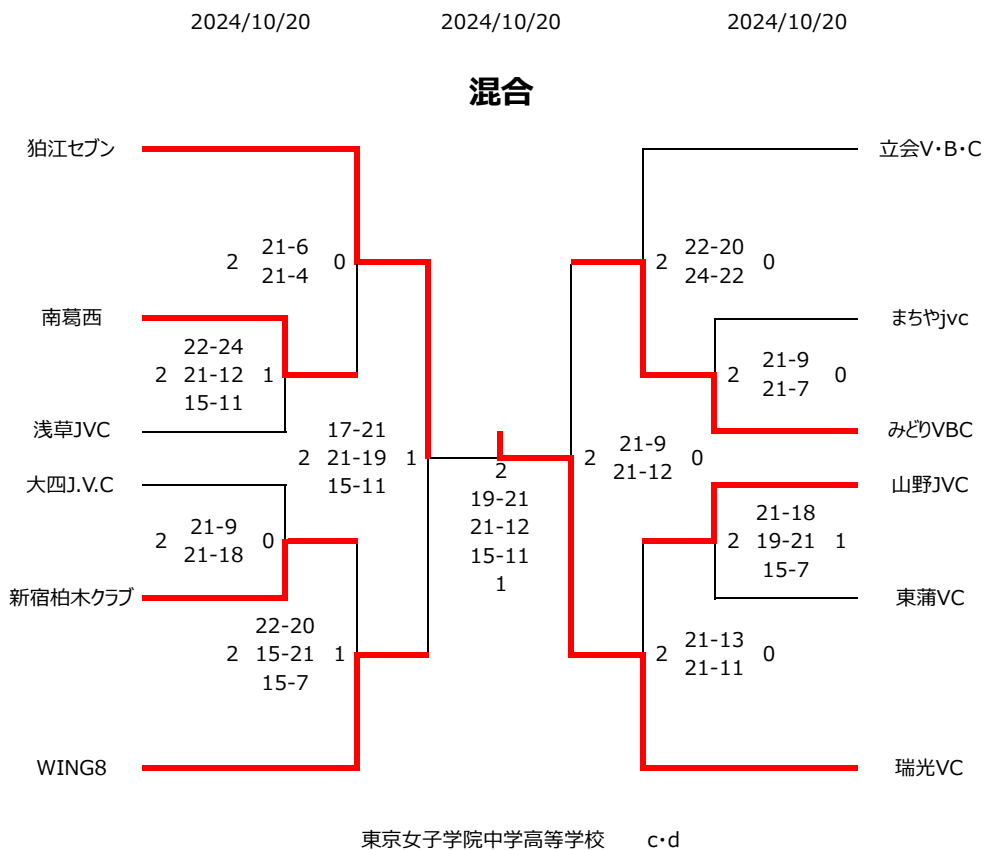 2024/10/20 2024/10/20 2024/10/20
混合
狛江セブン 立会V・B・C
2 21-6 0 2 22-20 0
21-4 24-22
南葛西 まちやjvc
22-24 21-9
2 21-12 1 2 0
15-11 21-7
浅草JVC 17-21 21-9 みどりVBC
2 21-19 1 2 0
15-11 21-12
大四J.V.C 2 山野JVC
19-21 21-18
21-9 21-12
2 0 2 19-21 1
21-18 15-11 15-7
1
新宿柏木クラブ 東蒲VC
22-20 21-13
2 15-21 1 2 0
15-7 21-11
WING8 瑞光VC
東京女子学院中学高等学校 c・d